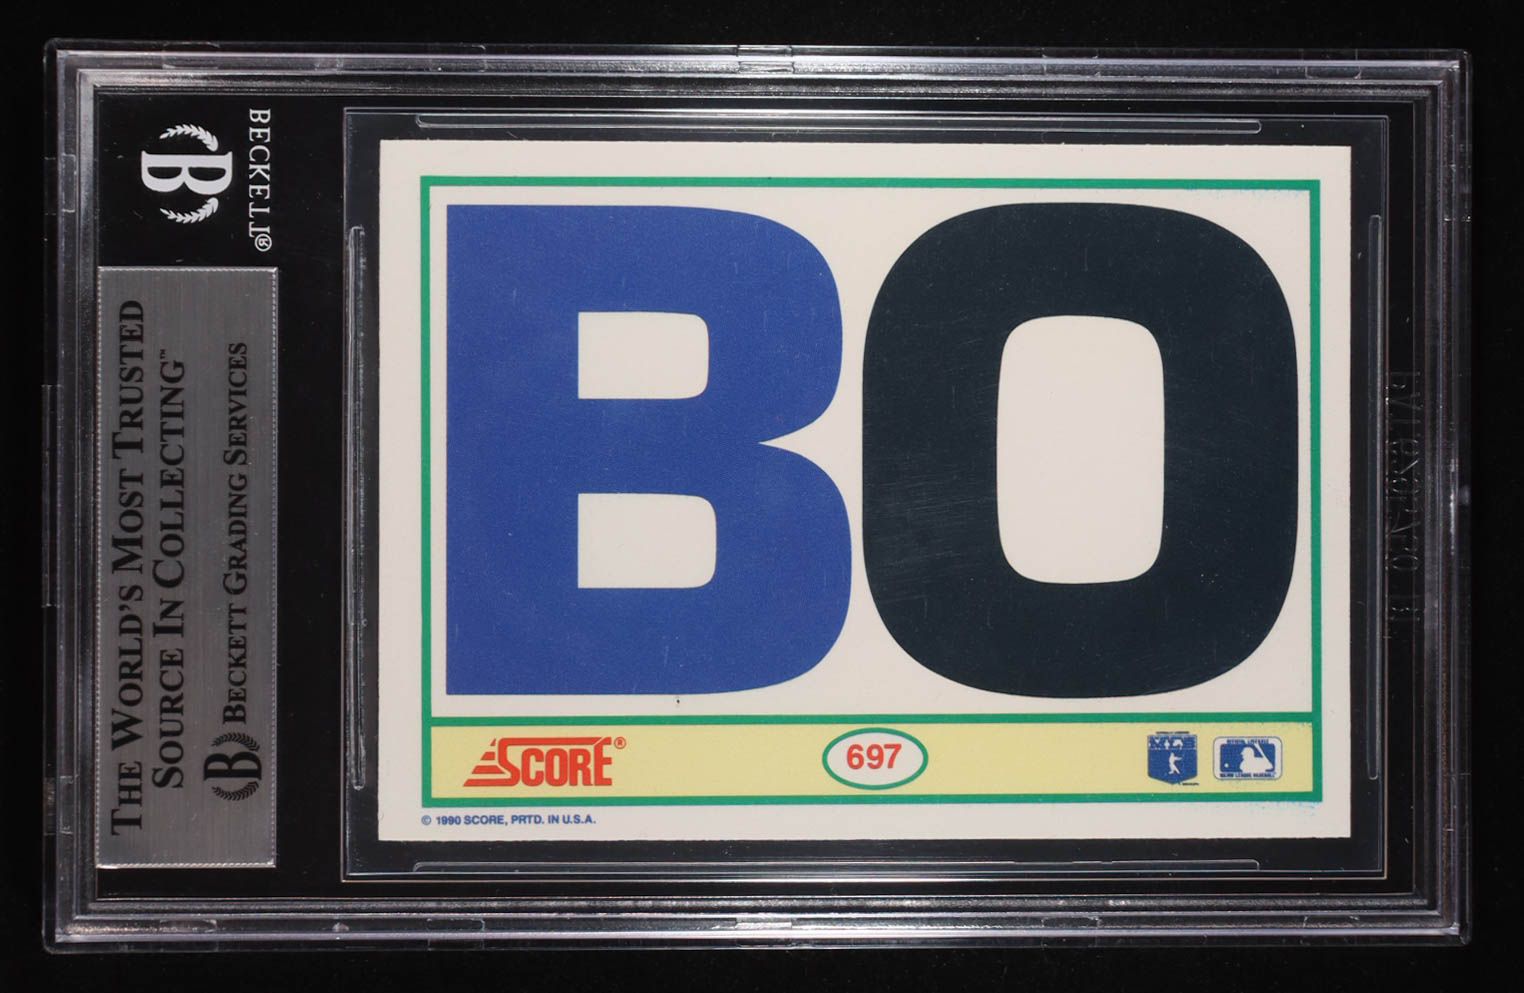 BECKETT®
B
THE WORLD'S MOST TRUSTED
SOURCE IN COLLECTING™
B BECKETT GRADING SERVICES
BO
SCORE®
697
© 1990 SCORE, PRTD. IN U.S.A.